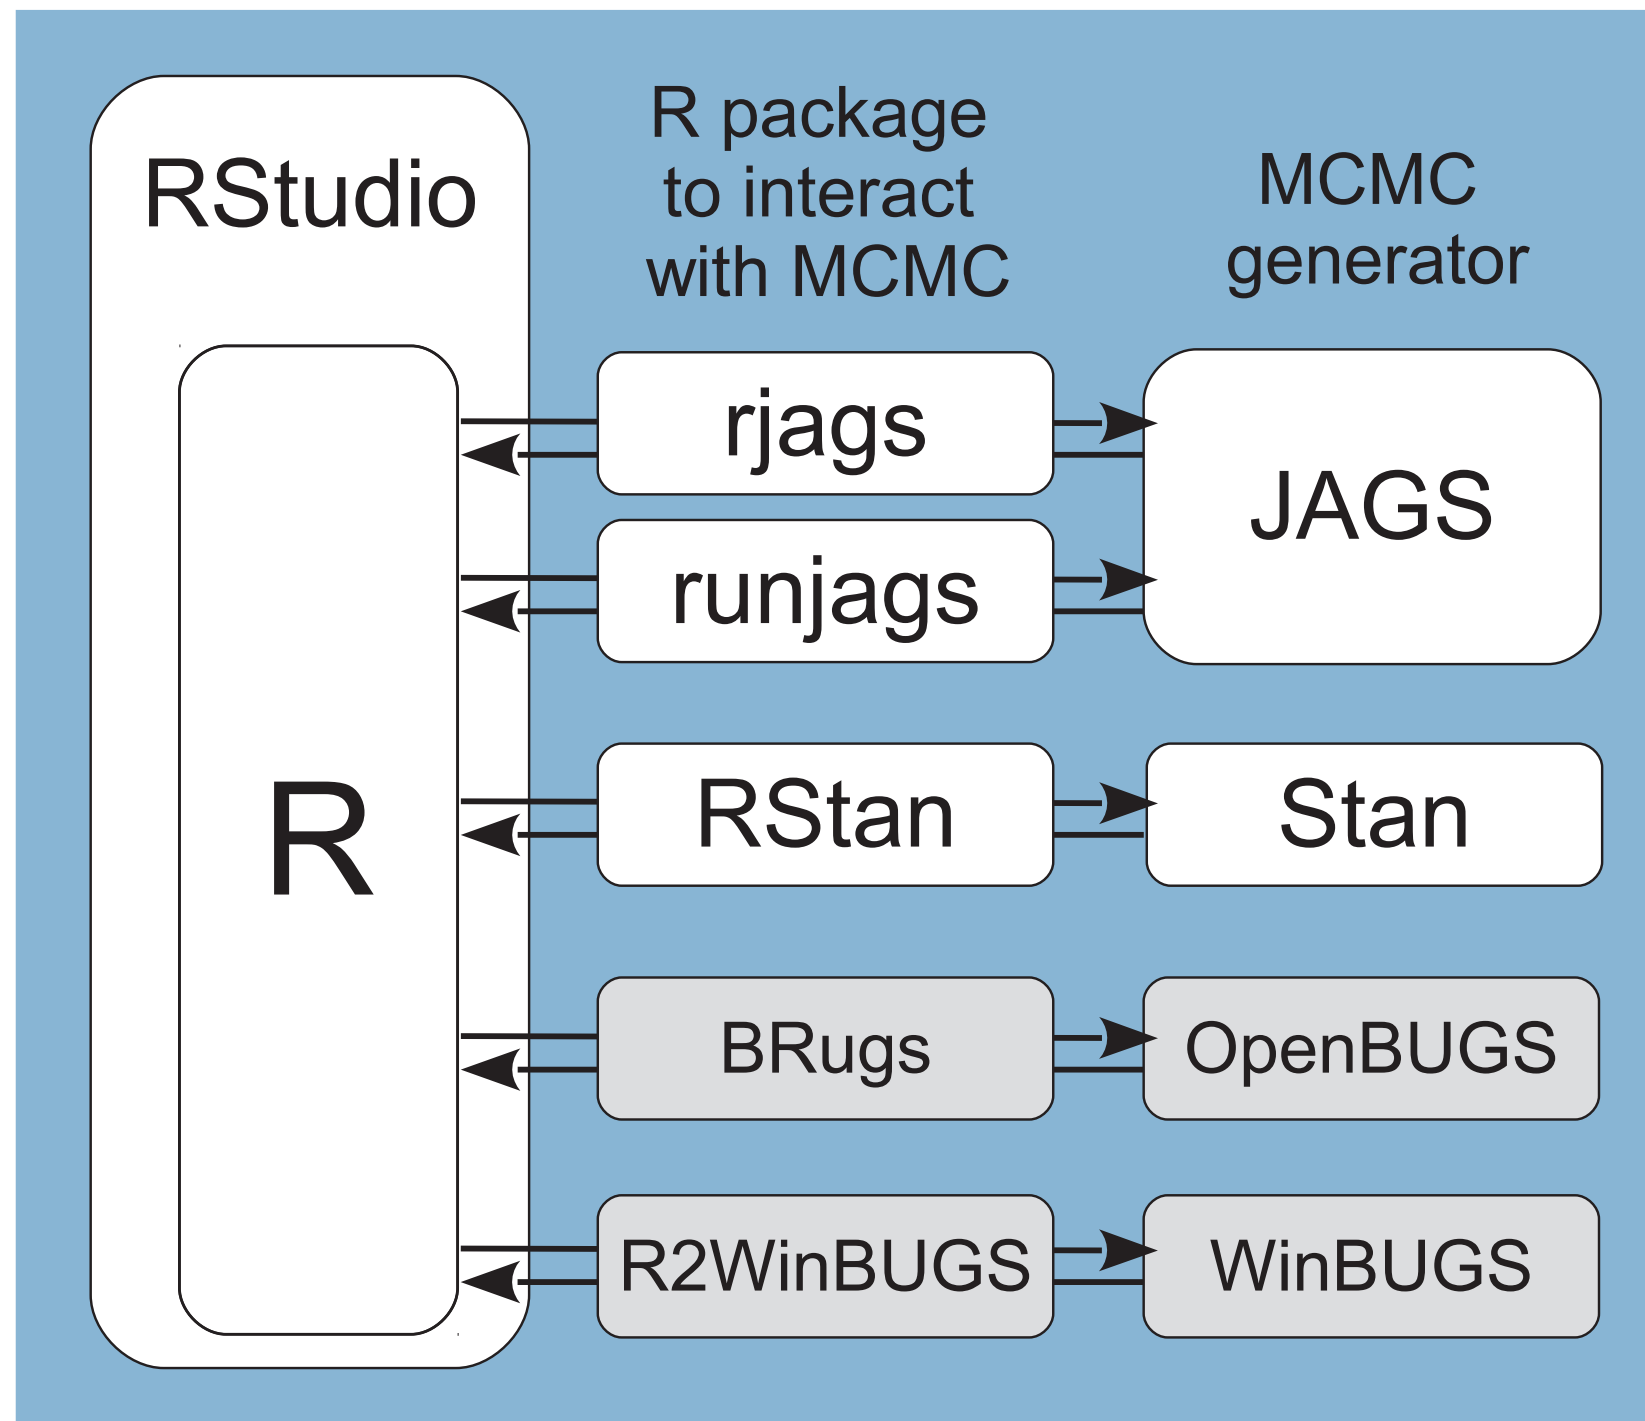 RStudio
R package
to interact
with MCMC
MCMC
generator
rjags
runjags
JAGS
R
RStan
Stan
BRugs
OpenBUGS
R2WinBUGS
WinBUGS